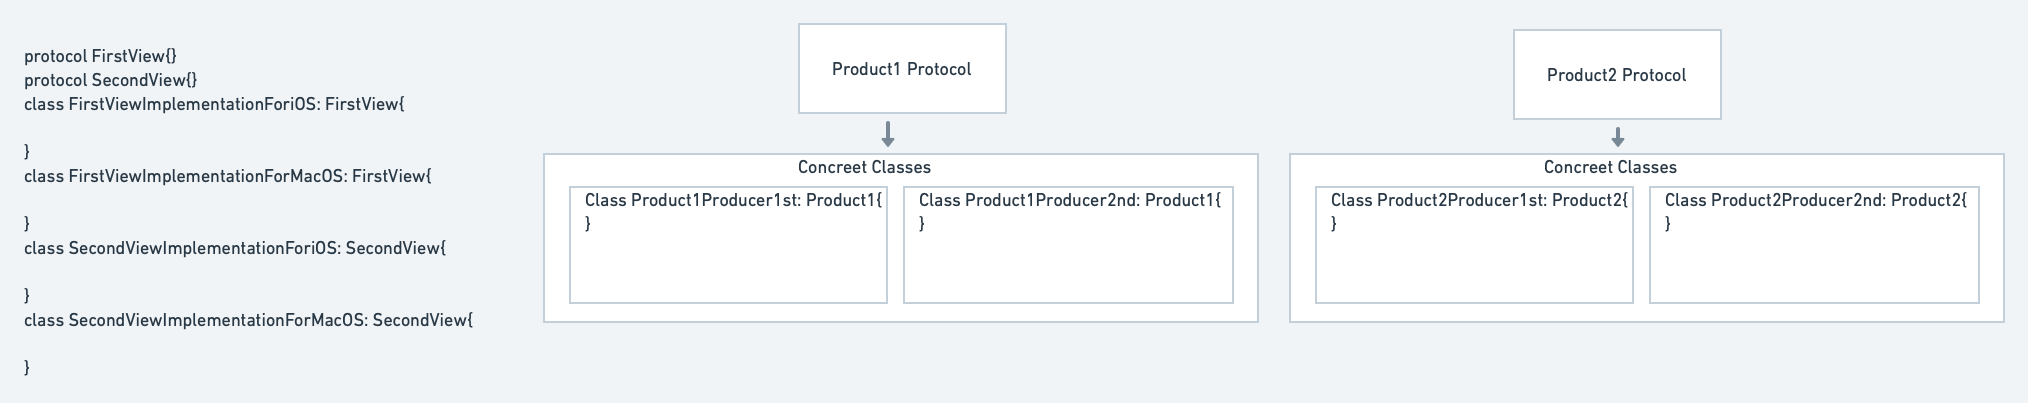 protocol FirstView{}
protocol SecondView{}
class FirstViewImplementationForiOS: FirstView{
}
class FirstViewImplementationForMacOS: FirstView{
}
class SecondViewImplementationForiOS: SecondView{
}
class SecondViewImplementationForMacOS: SecondView{
}
Product1 Protocol
Concreet Classes
Class Product1Producer1st: Product1{
}
Class Product1Producer2nd: Product1{
}
Product2 Protocol
Concreet Classes
Class Product2Producer1st: Product2{
}
Class Product2Producer2nd: Product2{
}